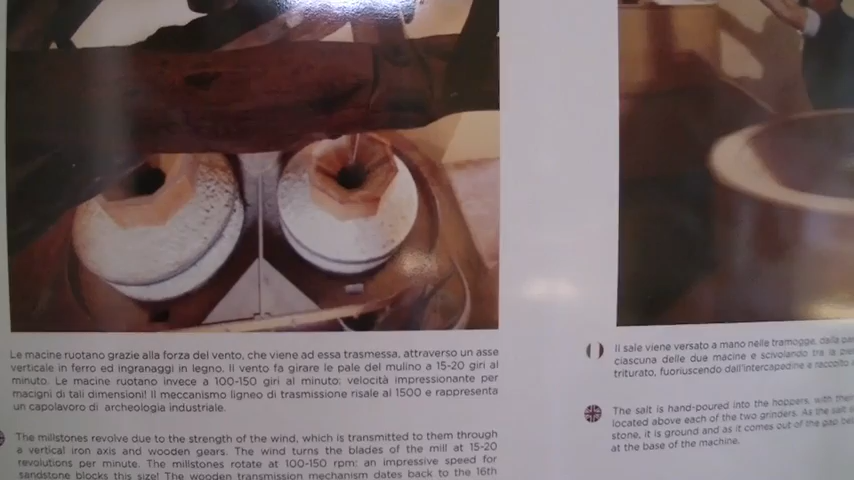 Le macine ruotano grazie alla forza del vento, che viene ad essa trasmessa, attraverso un asse
verticale in ferro ed ingranaggi in legno. Il vento fa girare le pale del mulino a 15-20 giri al
minuto. Le macine ruotano invece a 100-150 giri al minuto: velocità impressionante per
macigni di tali dimensioni! Il meccanismo ligneo di trasmissione risale al 1500 e rappresenta
un capolavoro di archeologia industriale.
The millstones revolve due to the strength of the wind, which is transmitted to them through
a vertical iron axis and wooden gears. The wind turns the blades of the mill at 15-20
revolutions per minute. The millstones rotate at 100-150 rpm: an impressive speed for
sandstone blocks this size! The wooden transmission mechanism dates back to the 16th
Il sale viene versato a mano nelle tramogge, dalla
ciascuna delle due macine e scivolando tra la
triturato, fuoriuscendo dall'intercapedine e raccolto
The salt is hand-poured into the hoppers, with their
located above each of the two grinders. As the salt
stone, it is ground and as it comes out of the gap
at the base of the machine.